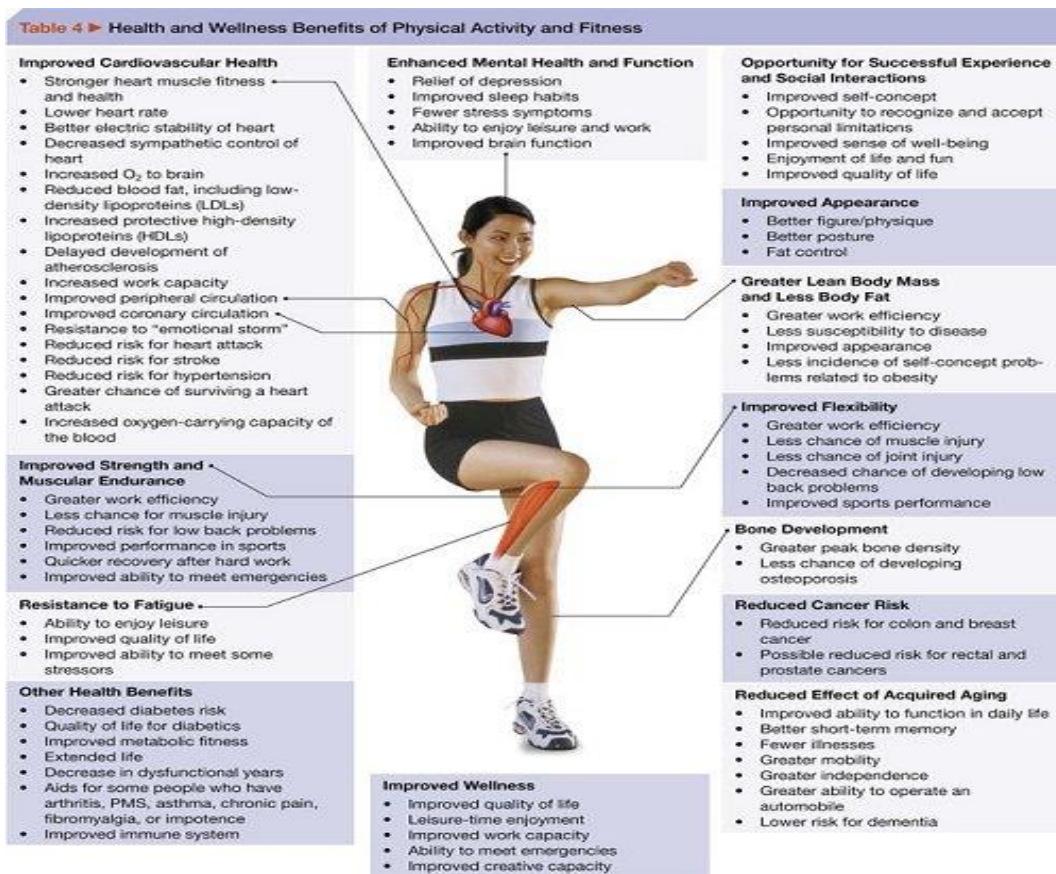 Table 4 ► Health and Wellness Benefits of Physical Activity and Fitness
Improved Cardiovascular Health
• Stronger heart muscle fitness
and health
• Lower heart rate
• Better electric stability of heart
• Decreased sympathetic control of
heart
• Increased O₂ to brain
• Reduced blood fat, including low-
density lipoproteins (LDLs)
• Increased protective high-density
lipoproteins (HDLs)
• Delayed development of
atherosclerosis
• Increased work capacity
• Improved peripheral circulation
• Improved coronary circulation
• Resistance to “emotional storm”
• Reduced risk for heart attack
• Reduced risk for stroke
• Reduced risk for hypertension
• Greater chance of surviving a heart
attack
• Increased oxygen-carrying capacity of
the blood
Improved Strength and
Muscular Endurance
• Greater work efficiency
• Less chance for muscle injury
• Reduced risk for low back problems
• Improved performance in sports
• Quicker recovery after hard work
• Improved ability to meet emergencies
Resistance to Fatigue
• Ability to enjoy leisure
• Improved quality of life
• Improved ability to meet some
stressors
Other Health Benefits
• Decreased diabetes risk
• Quality of life for diabetics
• Improved metabolic fitness
• Extended life
• Decrease in dysfunctional years
• Aids for some people who have
arthritis, PMS, asthma, chronic pain,
fibromyalgia, or impotence
• Improved immune system
Enhanced Mental Health and Function
• Relief of depression
• Improved sleep habits
• Fewer stress symptoms
• Ability to enjoy leisure and work
• Improved brain function
Improved Wellness
• Improved quality of life
• Leisure-time enjoyment
• Improved work capacity
• Ability to meet emergencies
• Improved creative capacity
Opportunity for Successful Experience
and Social Interactions
• Improved self-concept
• Opportunity to recognize and accept
personal limitations
• Improved sense of well-being
• Enjoyment of life and fun
• Improved quality of life
Improved Appearance
• Better figure/physique
• Better posture
• Fat control
Greater Lean Body Mass
and Less Body Fat
• Greater work efficiency
• Less susceptibility to disease
• Improved appearance
• Less incidence of self-concept prob-
lems related to obesity
Improved Flexibility
• Greater work efficiency
• Less chance of muscle injury
• Less chance of joint injury
• Decreased chance of developing low
back problems
• Improved sports performance
Bone Development
• Greater peak bone density
• Less chance of developing
osteoporosis
Reduced Cancer Risk
• Reduced risk for colon and breast
cancer
• Possible reduced risk for rectal and
prostate cancers
Reduced Effect of Acquired Aging
• Improved ability to function in daily life
• Better short-term memory
• Fewer illnesses
• Greater mobility
• Greater independence
• Greater ability to operate an
automobile
• Lower risk for dementia